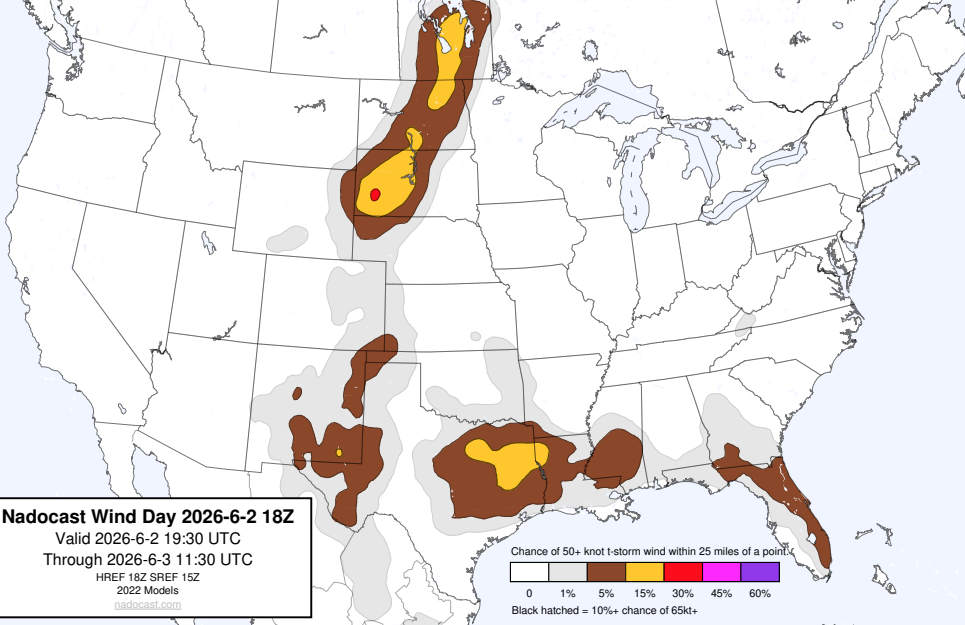 Nadocast Wind Day 2026-6-2 18Z
Valid 2026-6-2 19:30 UTC
Through 2026-6-3 11:30 UTC
HREF 18Z SREF 15Z
2022 Models
nadocast.com
Chance of 50+ knot t-storm wind within 25 miles of a point.
0 1% 5% 15% 30% 45% 60%
Black hatched = 10%+ chance of 65kt+